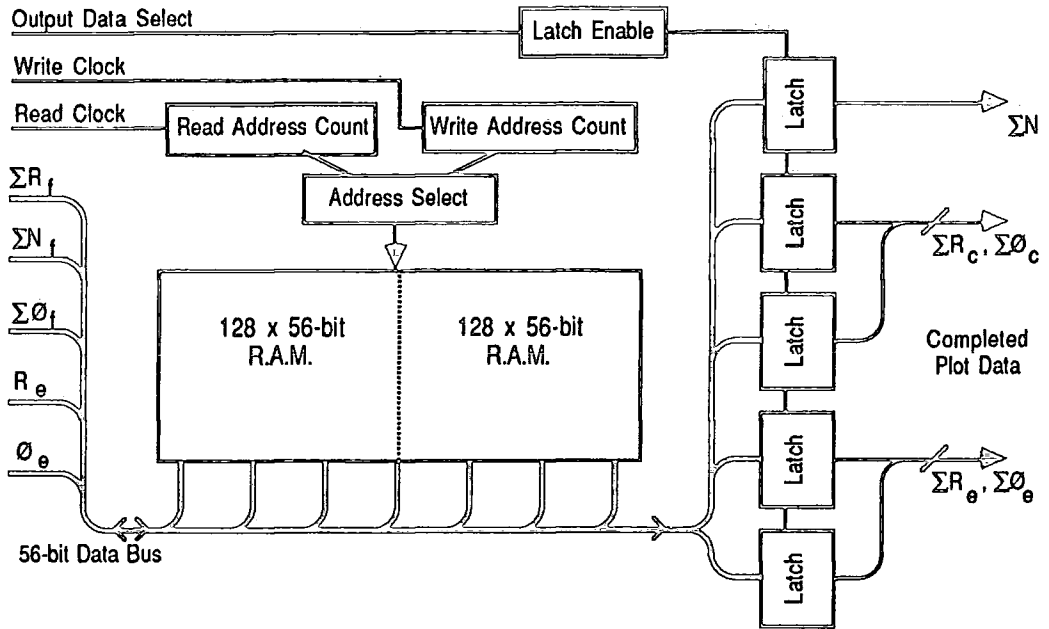 Output Data Select
Latch Enable
Write Clock
Read Clock
Read Address Count
Write Address Count
Address Select
ΣR_f
ΣN_f
ΣØ_f
R_e
Ø_e
56-bit Data Bus
128 x 56-bit
R.A.M.
128 x 56-bit
R.A.M.
Latch
Latch
Latch
Latch
Latch
ΣN
ΣR_c, ΣØ_c
Completed
Plot Data
ΣR_e, ΣØ_e